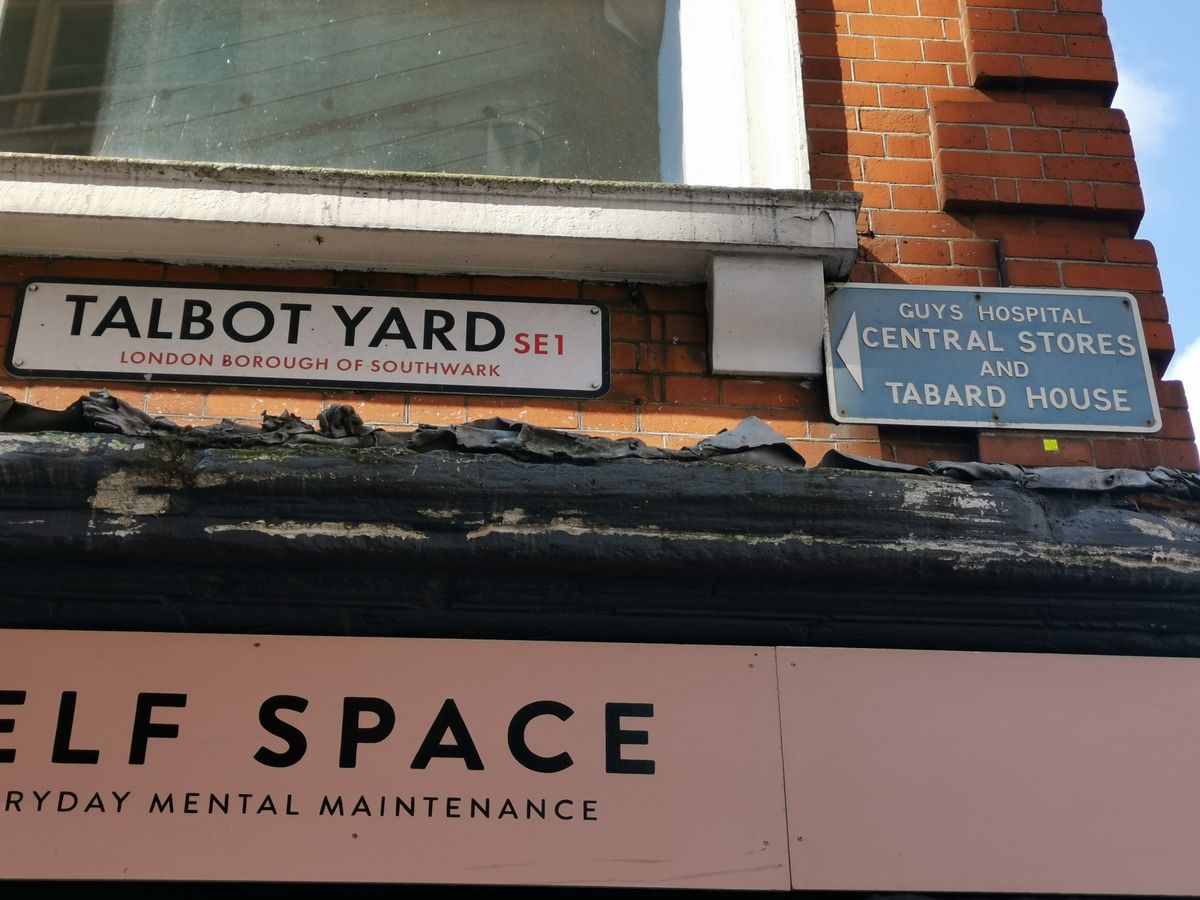 TALBOT YARD SE1
LONDON BOROUGH OF SOUTHWARK
GUYS HOSPITAL
CENTRAL STORES
AND
TABARD HOUSE
ELF SPACE
RYDAY MENTAL MAINTENANCE